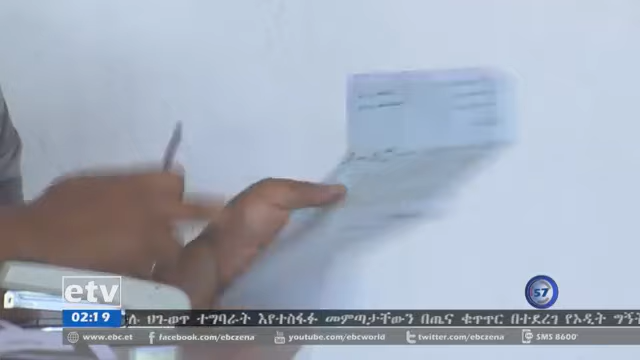 57
etv
02:19 ሉ ህገ-ወጥ ተግባራት እየተስፋፉ መምጣታቸውን በጤና ቁጥጥር በተደረገ የኦዲት ግኝት
www.ebc.et facebook.com/ebczena youtube.com/ebcworld twitter.com/ebczena SMS 8600